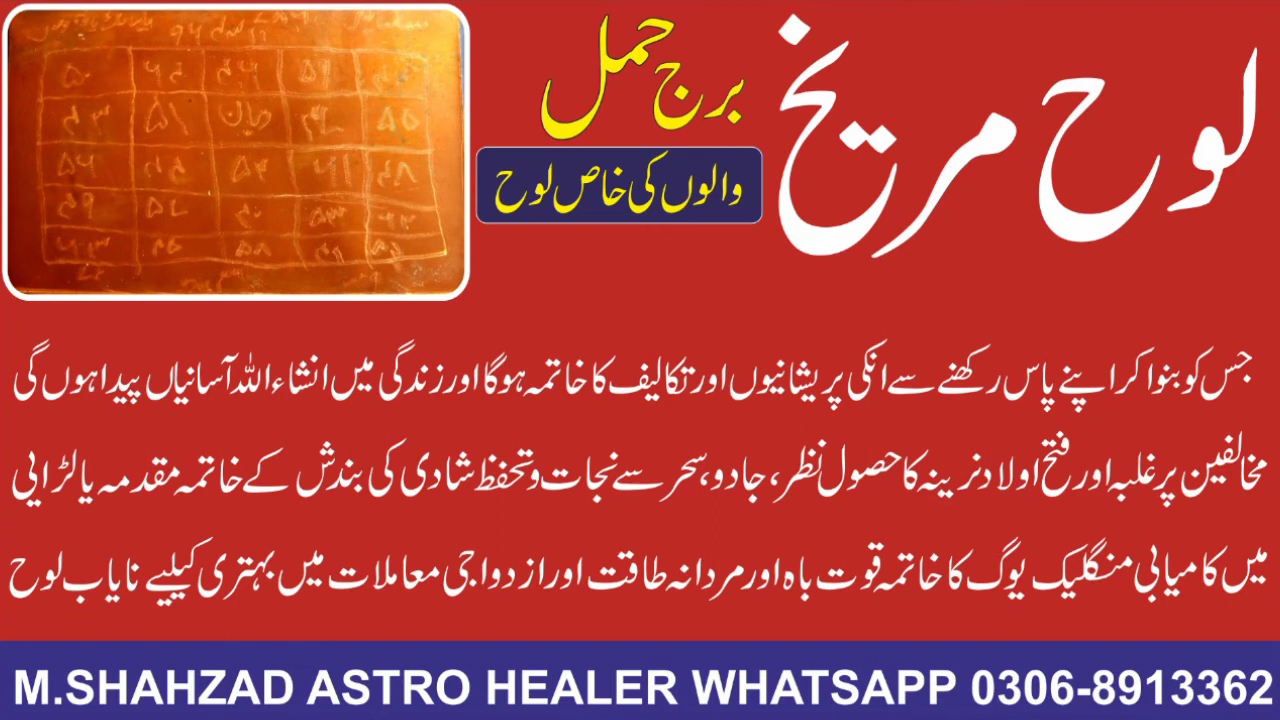 لوح مریخ
برج حمل
والوں کی خاص لوح
جس کو بنوا کر اپنے پاس رکھنے سے انکی پریشانیوں اور تکالیف کا خاتمہ ہوگا اور زندگی میں انشاء اللہ آسانیاں پیدا ہوں گی
مخالفین پر غلبہ اور فتح اولاد نرینہ کا حصول نظر، جادو، سحر سے نجات و تحفظ شادی کی بندش کے خاتمہ مقدمہ یا لڑایی
میں کامیابی منگلیک یوگ کا خاتمہ قوت باہ اور مردانہ طاقت اور ازدواجی معاملات میں بہتری کیلیے نایاب لوح
M.SHAHZAD ASTRO HEALER WHATSAPP 0306-8913362